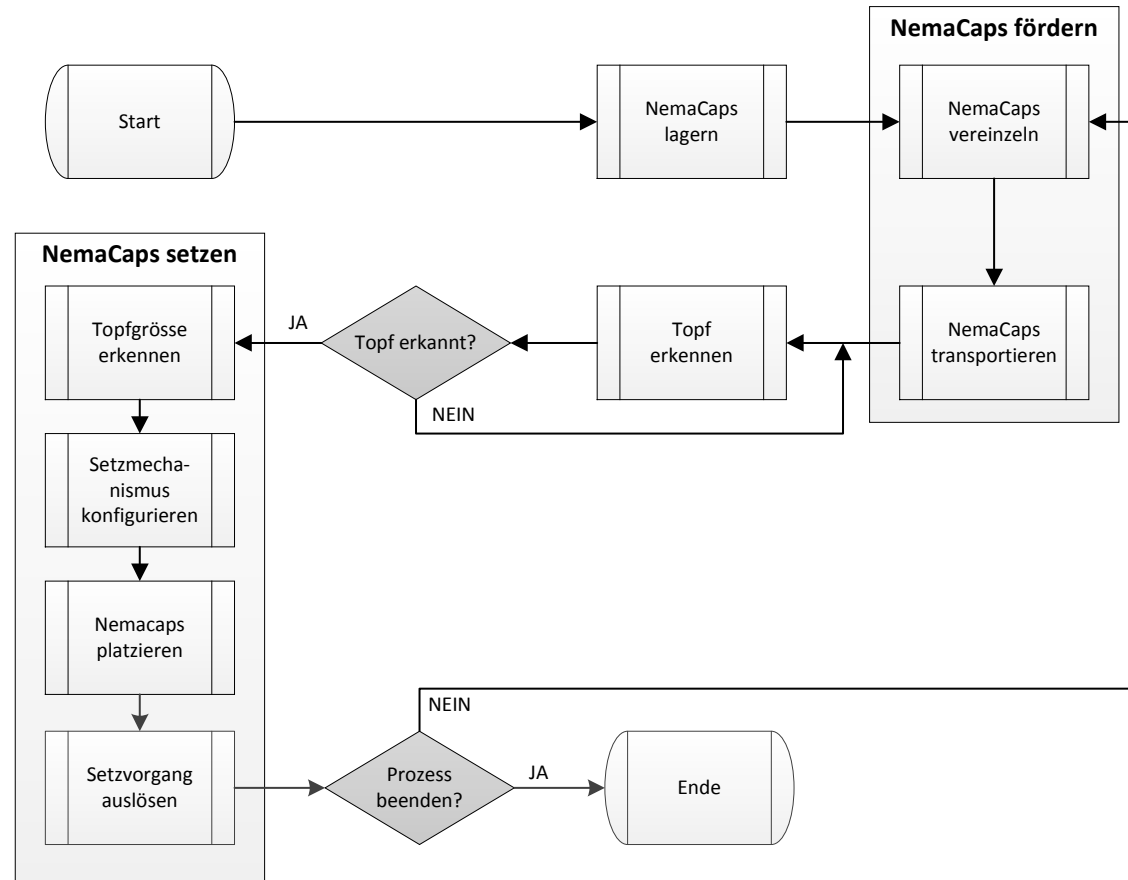 NemaCaps fördern
Start
NemaCaps
lagern
NemaCaps
vereinzeln
NemaCaps setzen
Topfgrösse
erkennen
JA
Topf erkannt?
NEIN
Topf
erkennen
NemaCaps
transportieren
Setzmecha-
nismus
konfigurieren
Nemacaps
platzieren
Setzvorgang
auslösen
NEIN
Prozess
beenden?
JA
Ende